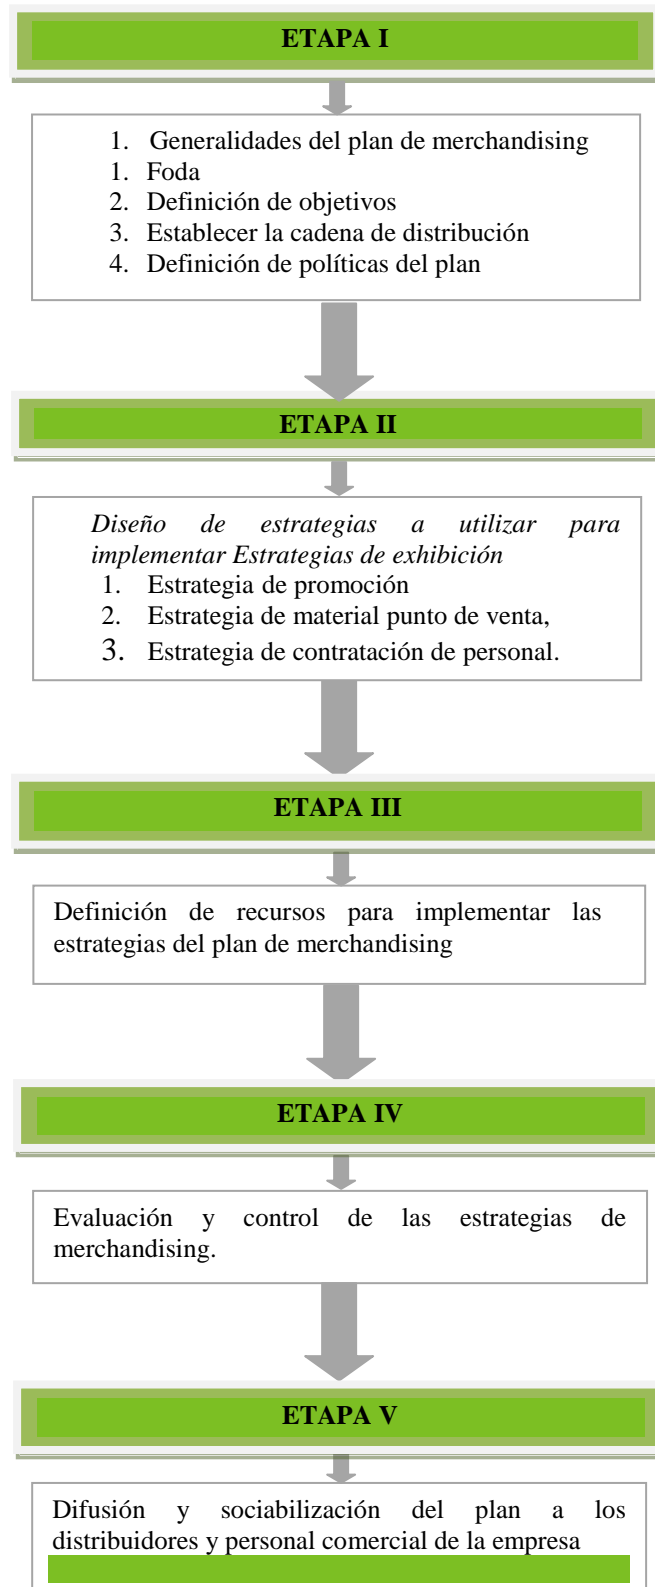 ETAPA I
1. Generalidades del plan de merchandising
1. Foda
2. Definición de objetivos
3. Establecer la cadena de distribución
4. Definición de políticas del plan
ETAPA II
Diseño de estrategias a utilizar para
implementar Estrategias de exhibición
1. Estrategia de promoción
2. Estrategia de material punto de venta,
3. Estrategia de contratación de personal.
ETAPA III
Definición de recursos para implementar las
estrategias del plan de merchandising
ETAPA IV
Evaluación y control de las estrategias de
merchandising.
ETAPA V
Difusión y sociabilización del plan a los
distribuidores y personal comercial de la empresa